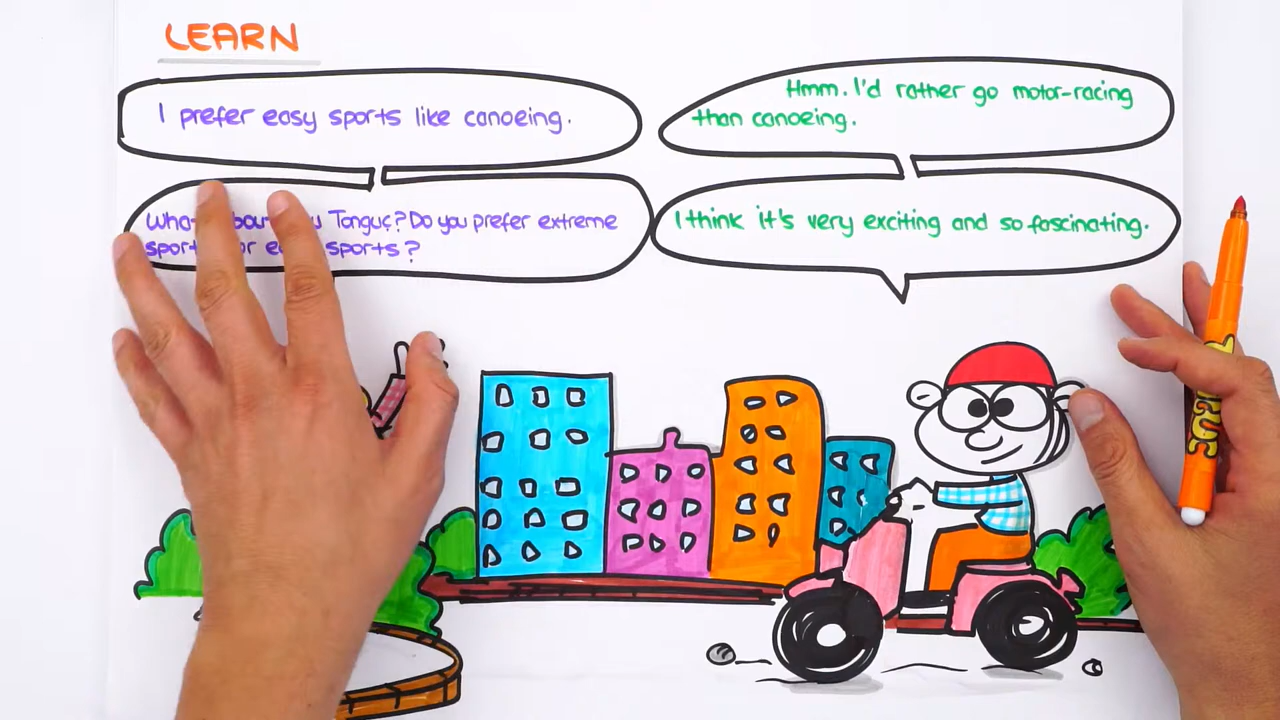 LEARN
I prefer easy sports like canoeing.
What about you Tonguç? Do you prefer extreme
sports or easy sports?
Hmm. I'd rather go motor-racing
than canoeing.
I think it's very exciting and so fascinating.